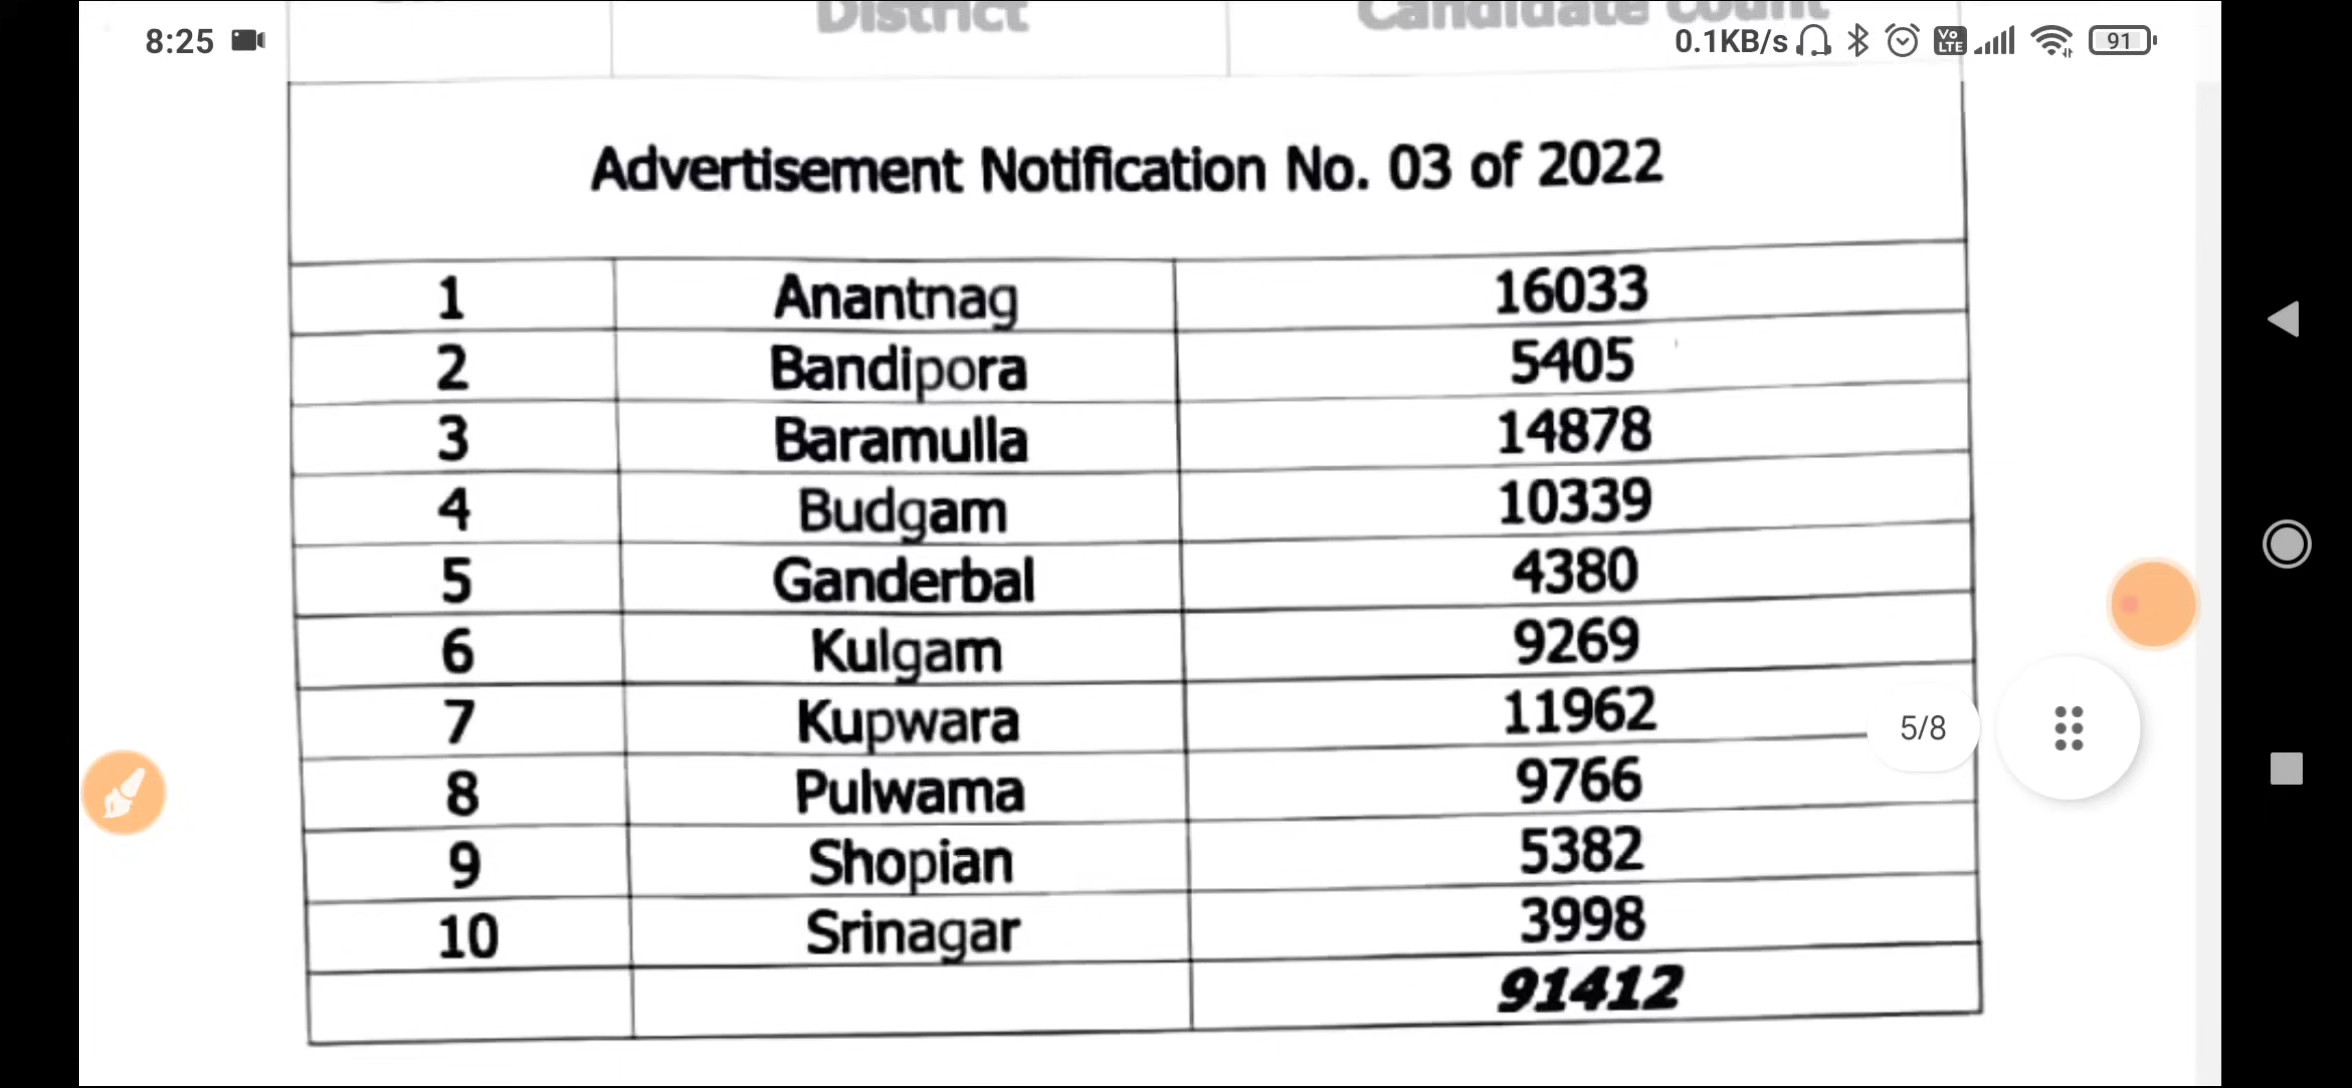 District Candidate Count
8:25 0.1KB/s Vo LTE 91
Advertisement Notification No. 03 of 2022
1 Anantnag 16033
2 Bandipora 5405
3 Baramulla 14878
4 Budgam 10339
5 Ganderbal 4380
6 Kulgam 9269
7 Kupwara 11962
5/8
8 Pulwama 9766
9 Shopian 5382
10 Srinagar 3998
91412